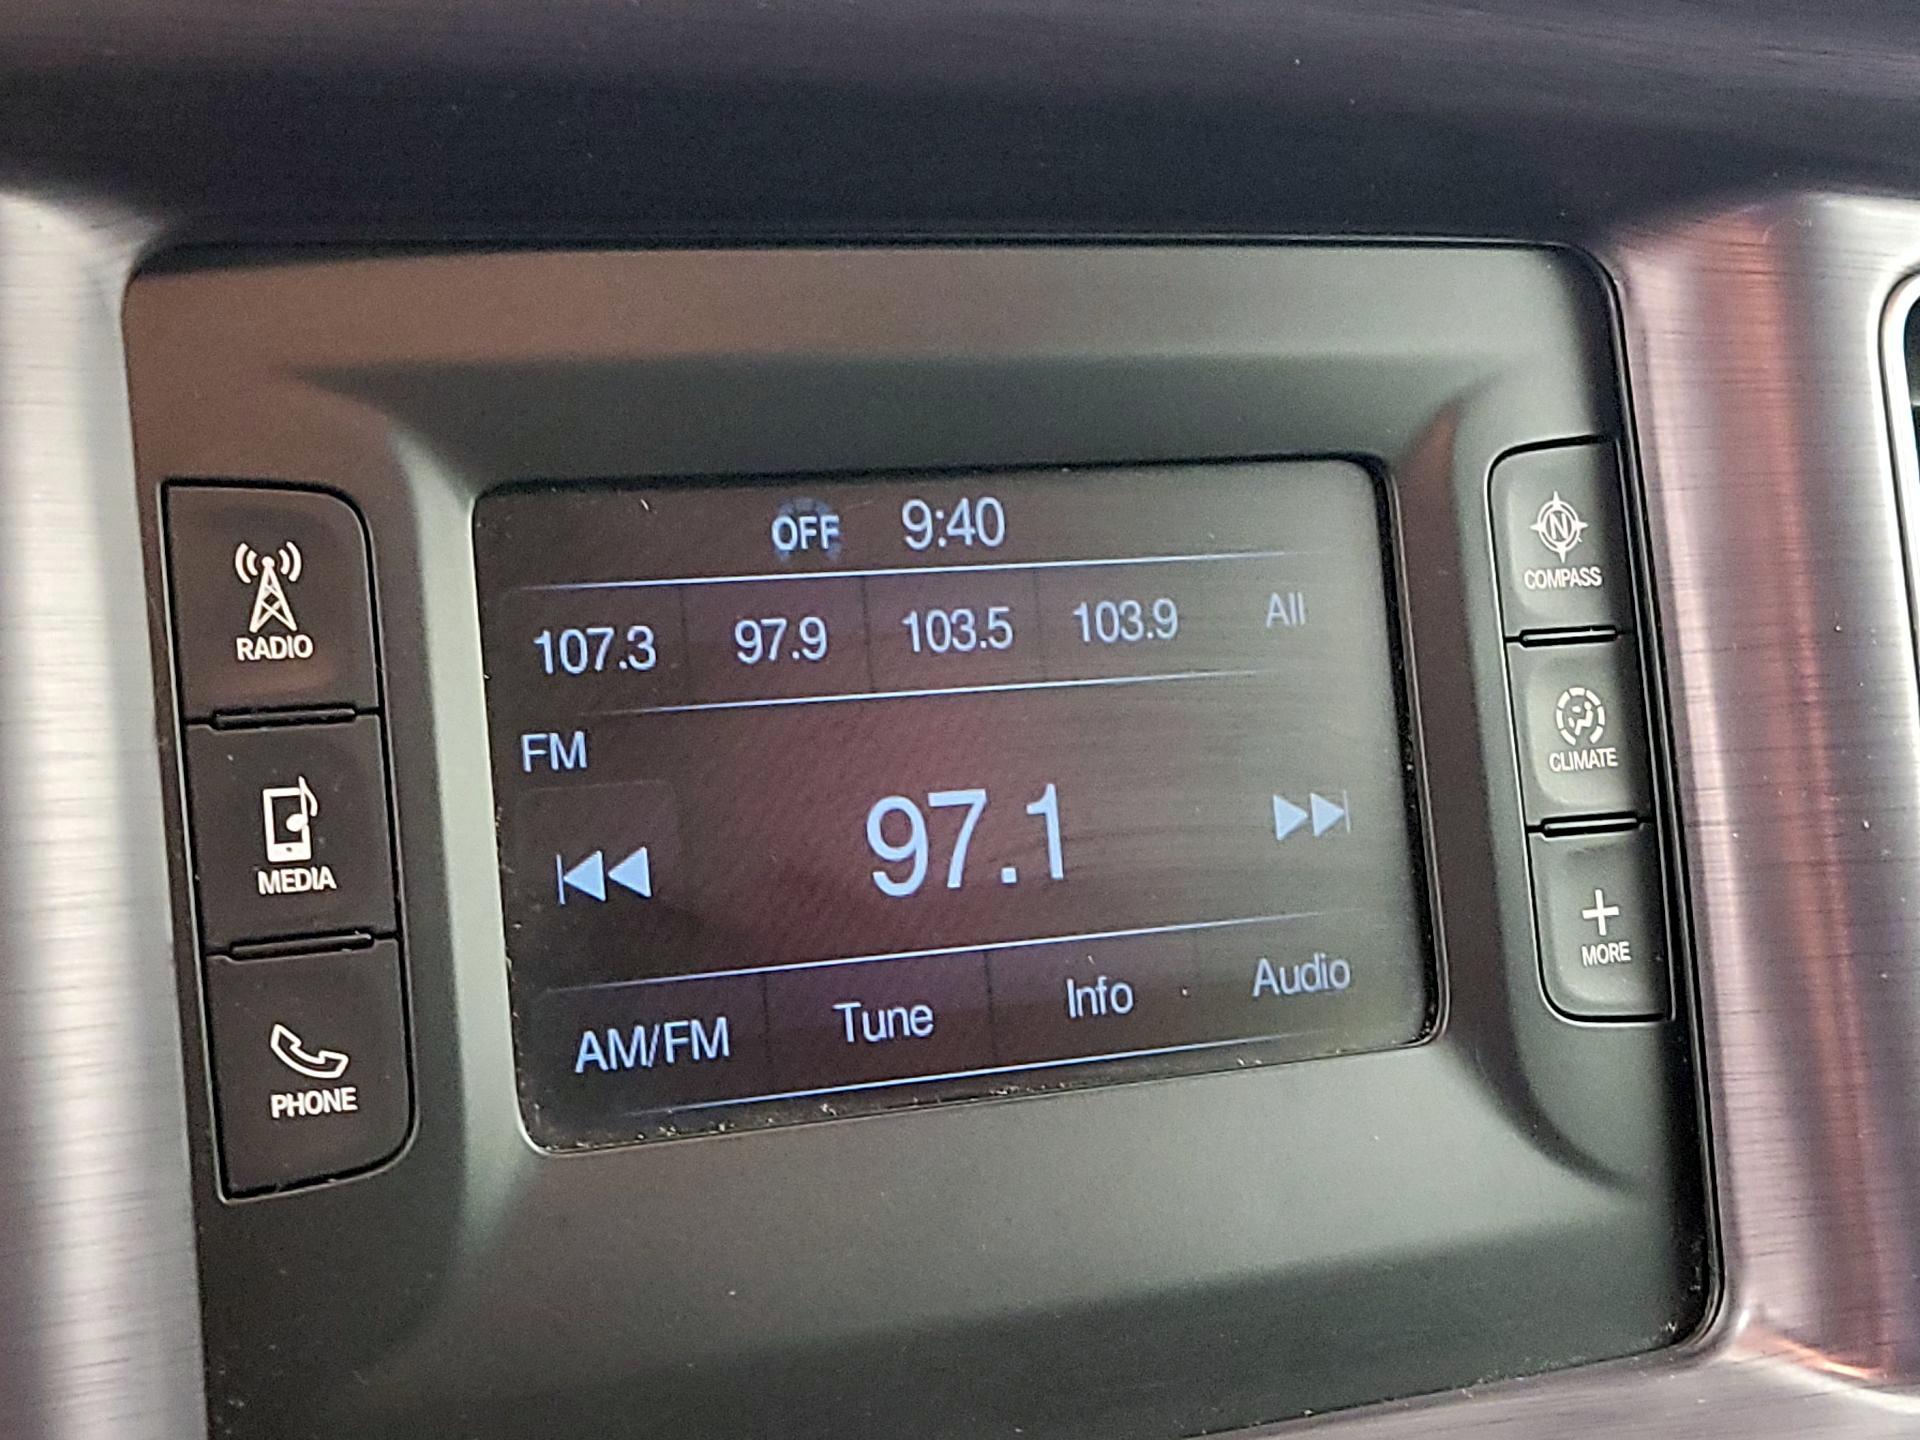 OFF 9:40
107.3 97.9 103.5 103.9 All
FM
97.1
AM/FM Tune Info Audio
RADIO
MEDIA
PHONE
N
COMPASS
CLIMATE
MORE